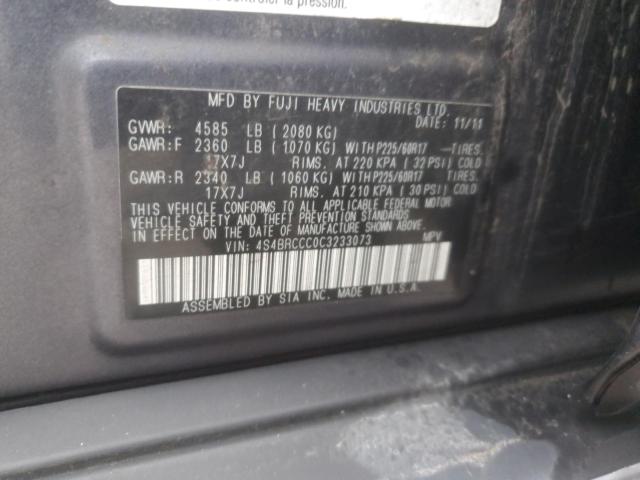 controler la pression.
MFD BY FUJI HEAVY INDUSTRIES LTD.
DATE: 11/11
GVWR: 4585 LB (2080 KG)
GAWR:F 2360 LB (1070 KG) WITH P225/60R17 TIRES.
17X7J RIMS. AT 220 KPA (32 PSI) COLD
GAWR:R 2340 LB (1060 KG) WITH P225/60R17 TIRES.
17X7J RIMS. AT 210 KPA (30 PSI) COLD
THIS VEHICLE CONFORMS TO ALL APPLICABLE FEDERAL MOTOR
VEHICLE SAFETY AND THEFT PREVENTION STANDARDS
IN EFFECT ON THE DATE OF MANUFACTURE SHOWN ABOVE.
VIN: 4S4BRCCC0C3233073 MPV
ASSEMBLED BY SIA INC. MADE IN U.S.A.